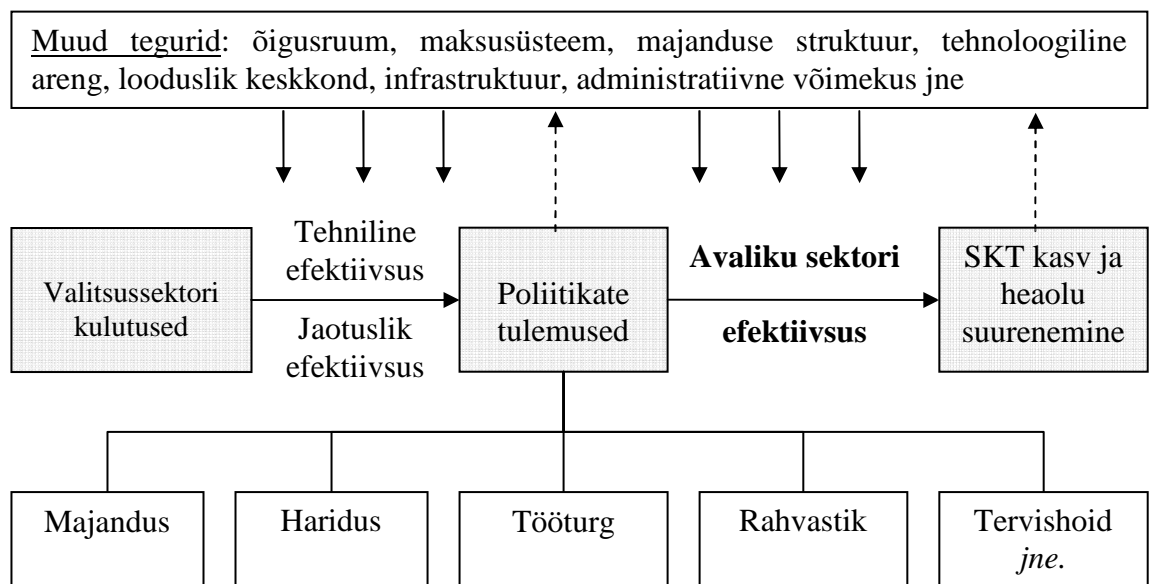 Muud tegurid: õigusruum, maksusüsteem, majanduse struktuur, tehnoloogiline
areng, looduslik keskkond, infrastruktuur, administratiivne võimekus jne
Valitsussektori
kulutused
Tehniline
efektiivsus
Jaotuslik
efektiivsus
Poliitikate
tulemused
Avaliku sektori
efektiivsus
SKT kasv ja
heaolu
suurenemine
Majandus
Haridus
Tööturg
Rahvastik
Tervishoid
jne.